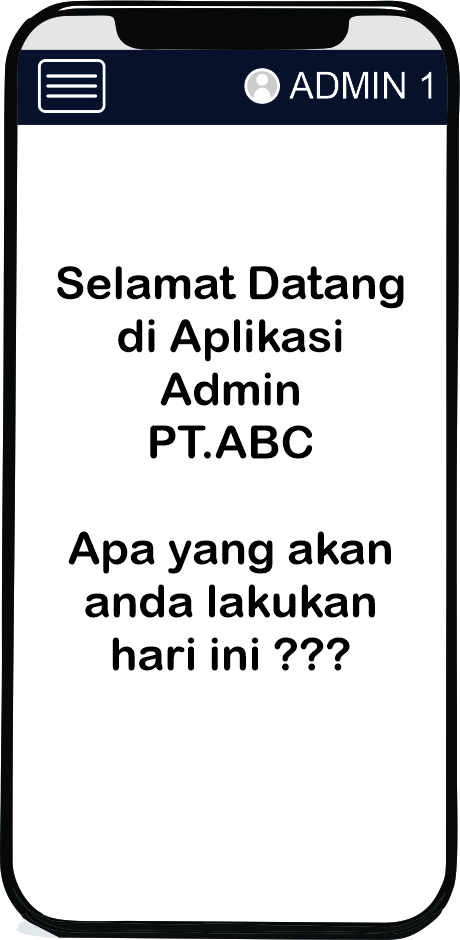 ADMIN 1
Selamat Datang
di Aplikasi
Admin
PT.ABC
Apa yang akan
anda lakukan
hari ini ???